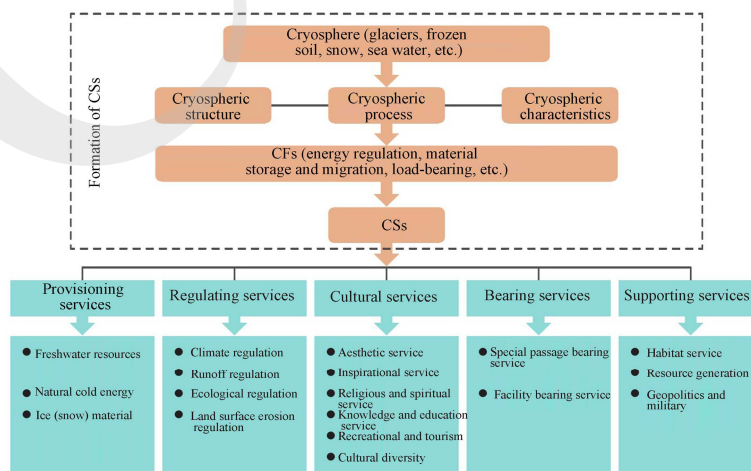 Formation of CSs
Cryosphere (glaciers, frozen
soil, snow, sea water, etc.)
Cryospheric
structure
Cryospheric
process
Cryospheric
characteristics
CFs (energy regulation, material
storage and migration, load-bearing, etc.)
CSs
Provisioning
services
Regulating services
Cultural services
Bearing services
Supporting services
Freshwater resources
Natural cold energy
Ice (snow) material
Climate regulation
Runoff regulation
Ecological regulation
Land surface erosion
regulation
Aesthetic service
Inspirational service
Religious and spiritual
service
Knowledge and education
service
Recreational and tourism
Cultural diversity
Special passage bearing
service
Facility bearing service
Habitat service
Resource generation
Geopolitics and
military